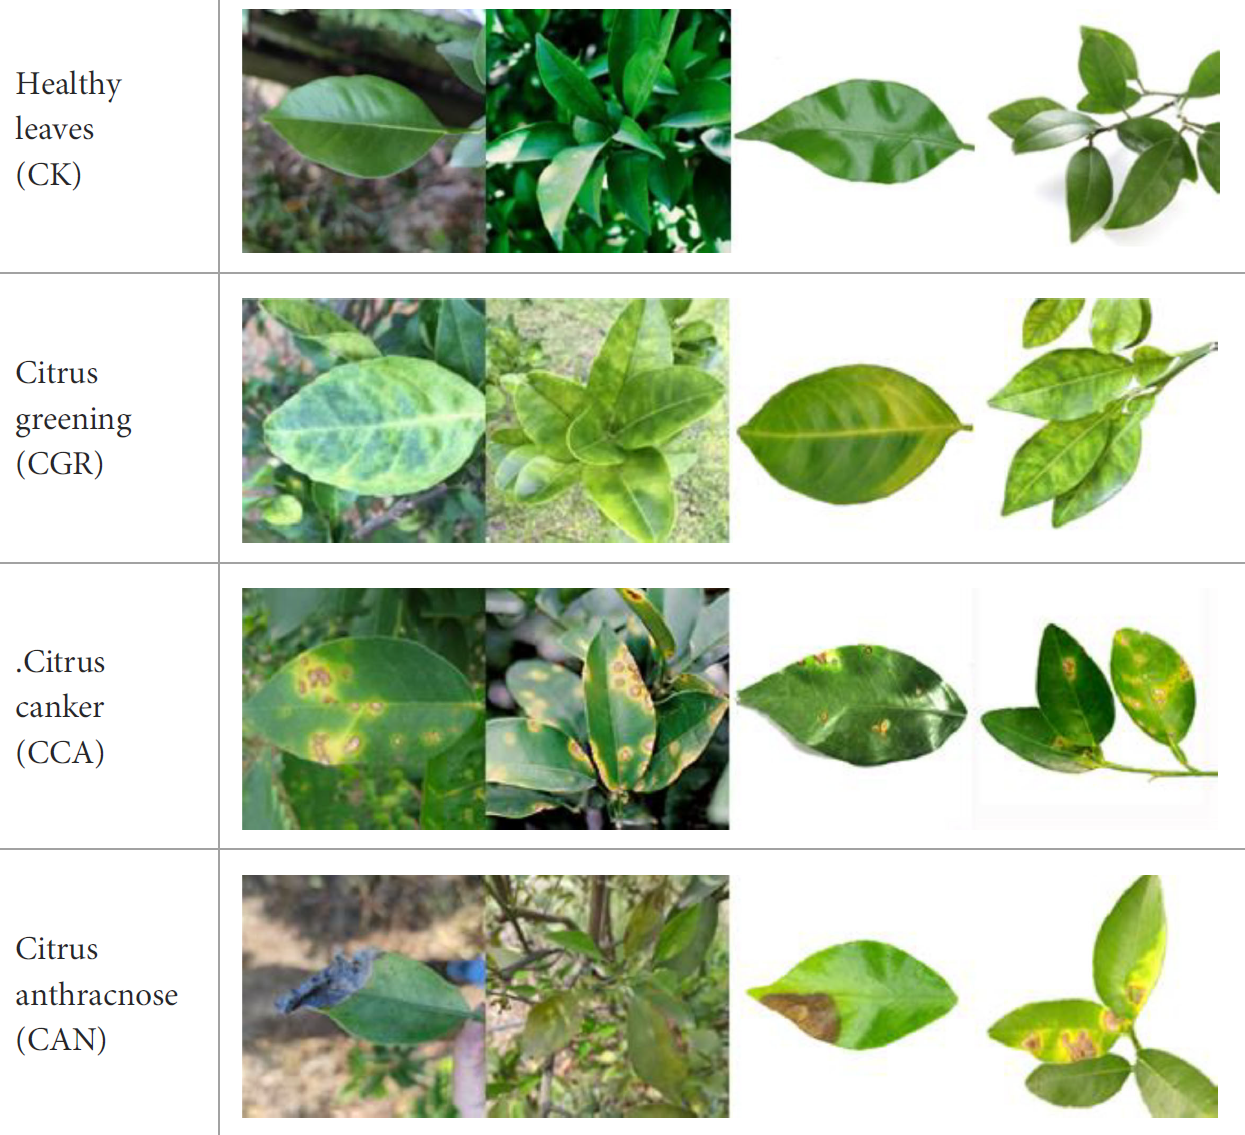 Healthy
leaves
(CK)
Citrus
greening
(CGR)
.Citrus
canker
(CCA)
Citrus
anthracnose
(CAN)